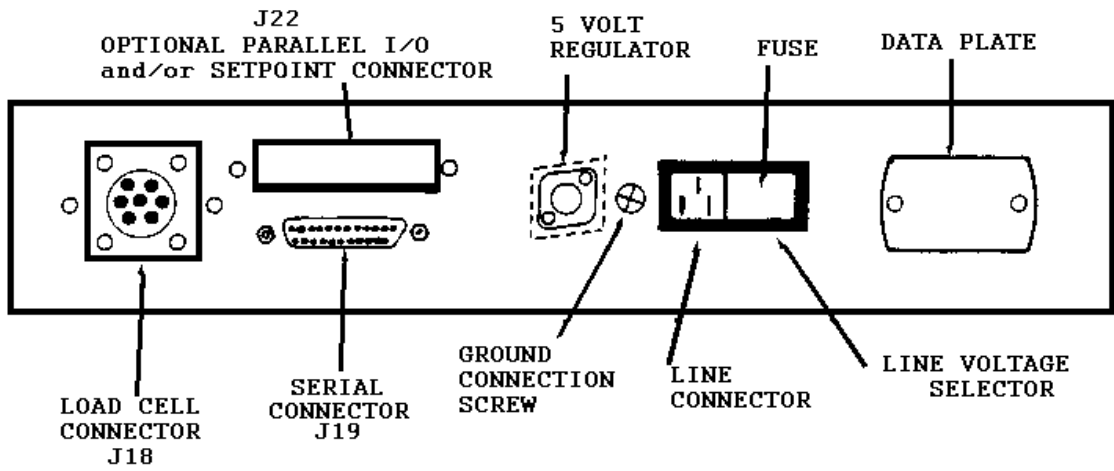 J22
OPTIONAL PARALLEL I/O
and/or SETPOINT CONNECTOR
5 VOLT
REGULATOR
FUSE
DATA PLATE
LOAD CELL
CONNECTOR
J18
SERIAL
CONNECTOR
J19
GROUND
CONNECTION
SCREW
LINE
CONNECTOR
LINE VOLTAGE
SELECTOR